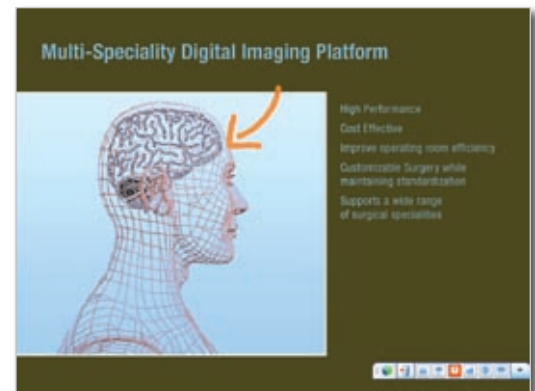 Multi-Speciality Digital Imaging Platform
High Performance
Cost Effective
Improve operating room efficiency
Customizable Surgery while
maintaining standardization
Supports a wide range
of surgical specialities